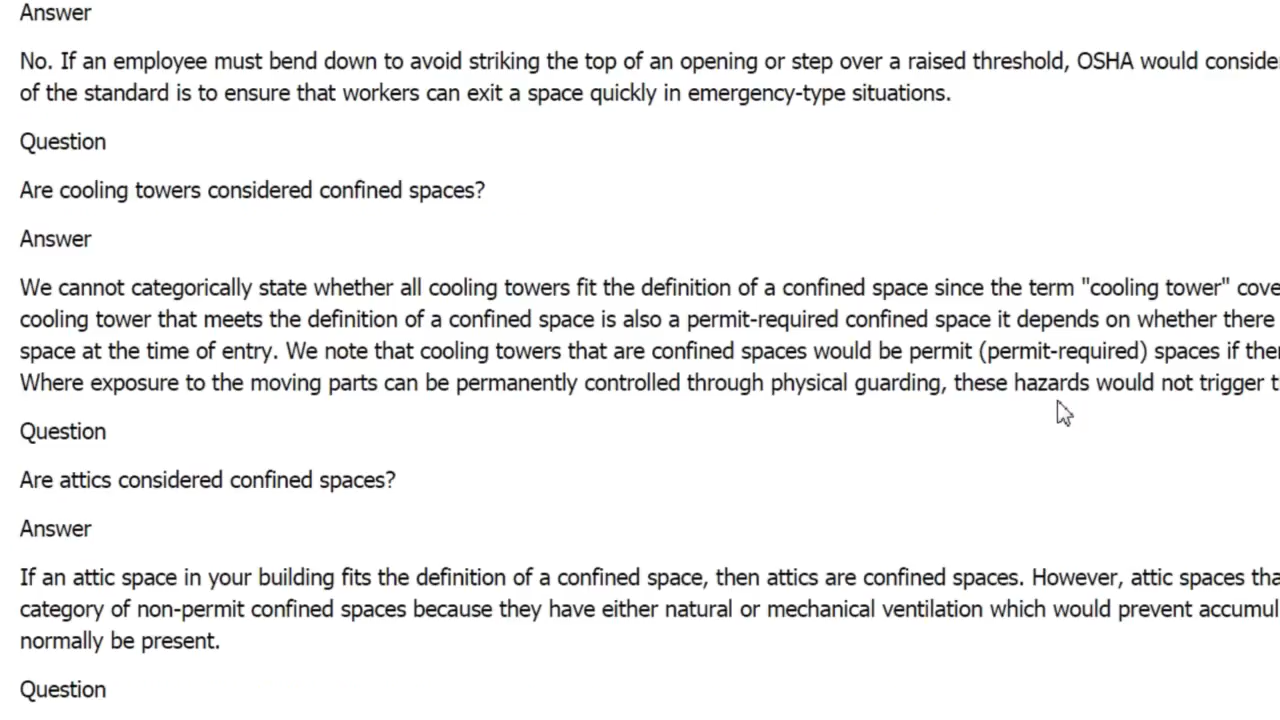 Answer
No. If an employee must bend down to avoid striking the top of an opening or step over a raised threshold, OSHA would
of the standard is to ensure that workers can exit a space quickly in emergency-type situations.
Question
Are cooling towers considered confined spaces?
Answer
We cannot categorically state whether all cooling towers fit the definition of a confined space since the term "cooling tower"
cooling tower that meets the definition of a confined space is also a permit-required confined space it depends on whether there
space at the time of entry. We note that cooling towers that are confined spaces would be permit (permit-required) spaces if
Where exposure to the moving parts can be permanently controlled through physical guarding, these hazards would not trigger
Question
Are attics considered confined spaces?
Answer
If an attic space in your building fits the definition of a confined space, then attics are confined spaces. However, attic spaces
category of non-permit confined spaces because they have either natural or mechanical ventilation which would prevent
normally be present.
Question